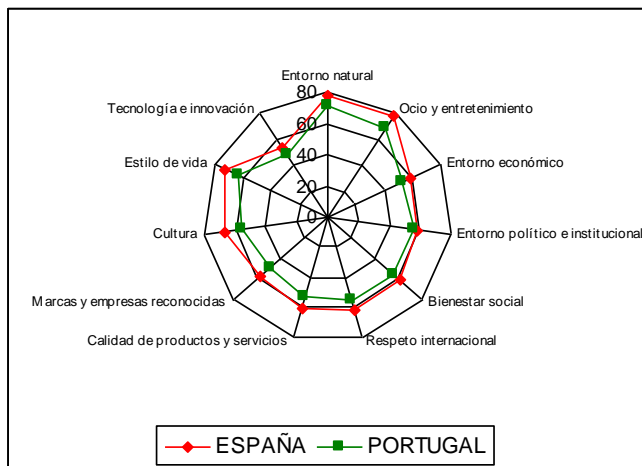 Entorno natural
80
Tecnología e innovación
Ocio y entretenimiento
60
Estilo de vida
Entorno económico
40
20
0
Cultura
Entorno político e institucional
Marcas y empresas reconocidas
Bienestar social
Calidad de productos y servicios
Respeto internacional
ESPAÑA
PORTUGAL